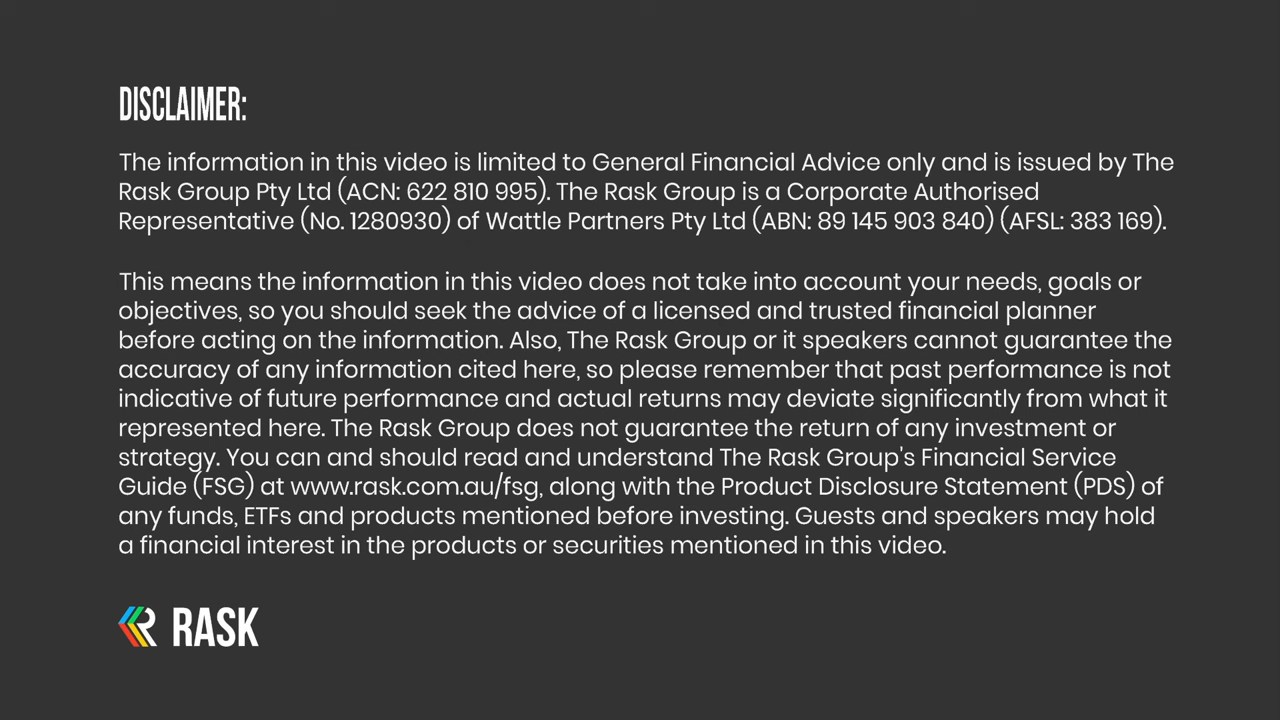 DISCLAIMER:
The information in this video is limited to General Financial Advice only and is issued by The
Rask Group Pty Ltd (ACN: 622 810 995). The Rask Group is a Corporate Authorised
Representative (No. 1280930) of Wattle Partners Pty Ltd (ABN: 89 145 903 840) (AFSL: 383 169).
This means the information in this video does not take into account your needs, goals or
objectives, so you should seek the advice of a licensed and trusted financial planner
before acting on the information. Also, The Rask Group or it speakers cannot guarantee the
accuracy of any information cited here, so please remember that past performance is not
indicative of future performance and actual returns may deviate significantly from what it
represented here. The Rask Group does not guarantee the return of any investment or
strategy. You can and should read and understand The Rask Group's Financial Service
Guide (FSG) at www.rask.com.au/fsg, along with the Product Disclosure Statement (PDS) of
any funds, ETFs and products mentioned before investing. Guests and speakers may hold
a financial interest in the products or securities mentioned in this video.
RASK